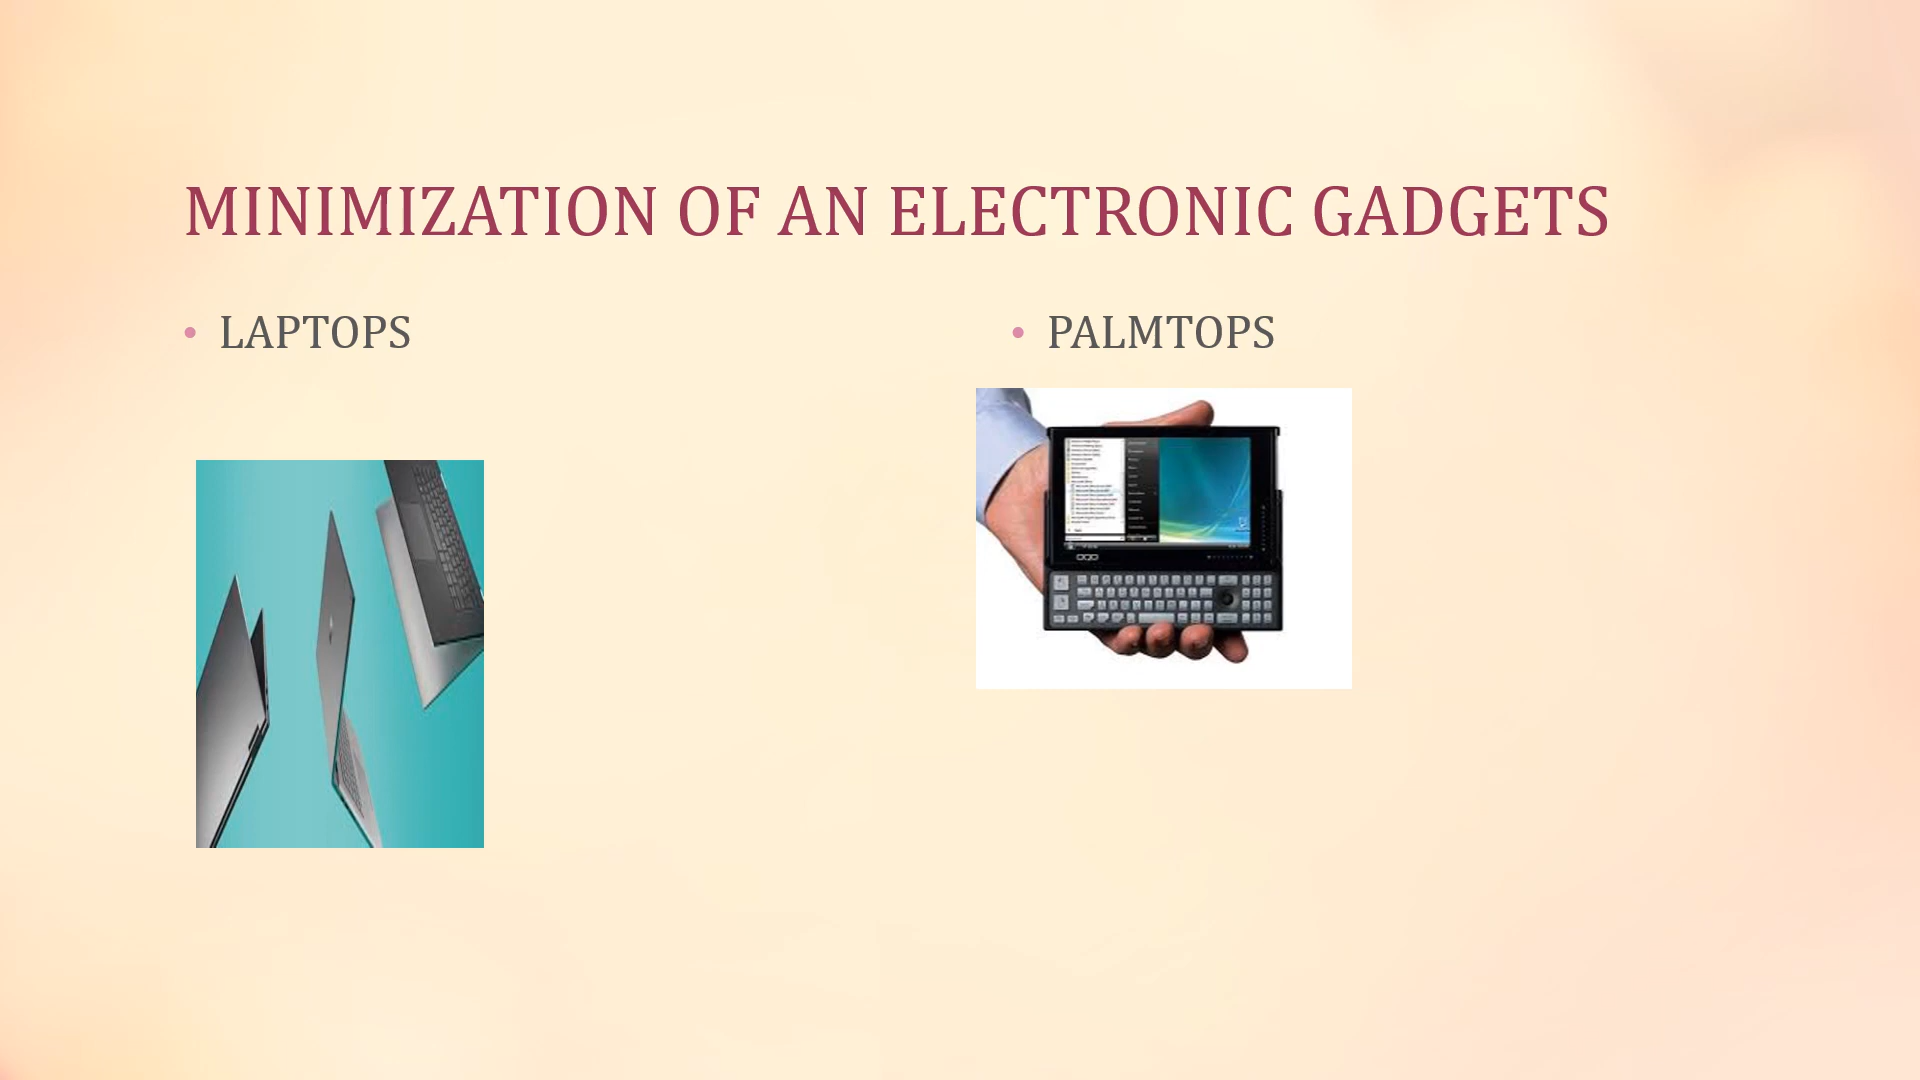 MINIMIZATION OF AN ELECTRONIC GADGETS
• LAPTOPS
• PALMTOPS